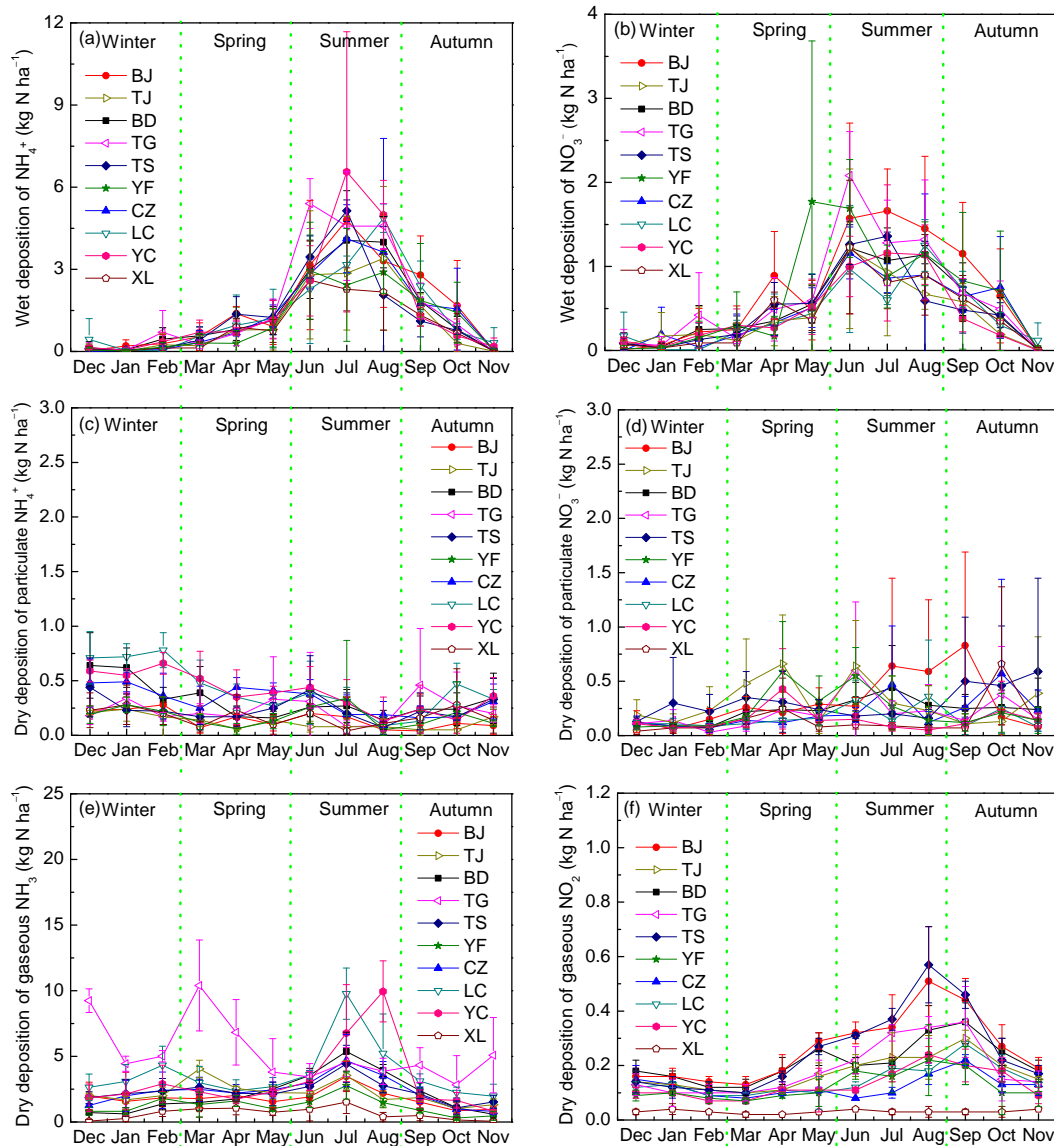 (a) Winter Spring Summer Autumn
Wet deposition of NH₄⁺ (kg N ha⁻¹)
12
9
6
3
0
BJ
TJ
BD
TG
TS
YF
CZ
LC
YC
XL
Dec Jan Feb Mar Apr May Jun Jul Aug Sep Oct Nov
(b) Winter Spring Summer Autumn
Wet deposition of NO₃⁻ (kg N ha⁻¹)
4
3
2
1
0
BJ
TJ
BD
TG
TS
YF
CZ
LC
YC
XL
Dec Jan Feb Mar Apr May Jun Jul Aug Sep Oct Nov
(c) Winter Spring Summer Autumn
Dry deposition of particulate NH₄⁺ (kg N ha⁻¹)
3.0
2.5
2.0
1.5
1.0
0.5
0.0
BJ
TJ
BD
TG
TS
YF
CZ
LC
YC
XL
Dec Jan Feb Mar Apr May Jun Jul Aug Sep Oct Nov
(d) Winter Spring Summer Autumn
Dry deposition of particulate NO₃⁻ (kg N ha⁻¹)
3.0
2.5
2.0
1.5
1.0
0.5
0.0
BJ
TJ
BD
TG
TS
YF
CZ
LC
YC
XL
Dec Jan Feb Mar Apr May Jun Jul Aug Sep Oct Nov
(e) Winter Spring Summer Autumn
Dry deposition of gaseous NH₃ (kg N ha⁻¹)
25
20
15
10
5
0
BJ
TJ
BD
TG
TS
YF
CZ
LC
YC
XL
Dec Jan Feb Mar Apr May Jun Jul Aug Sep Oct Nov
(f) Winter Spring Summer Autumn
Dry deposition of gaseous NO₂ (kg N ha⁻¹)
1.2
1.0
0.8
0.6
0.4
0.2
0.0
BJ
TJ
BD
TG
TS
YF
CZ
LC
YC
XL
Dec Jan Feb Mar Apr May Jun Jul Aug Sep Oct Nov